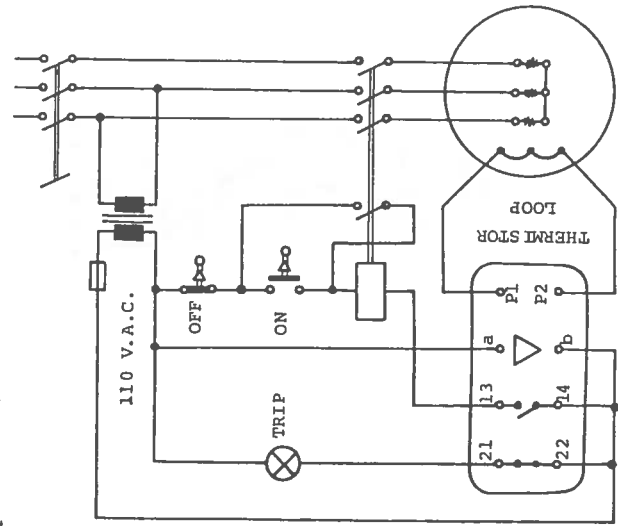 THERMISTOR
LOOP
P1
P2
110 V.A.C.
OFF
ON
a
b
13
14
TRIP
21
22